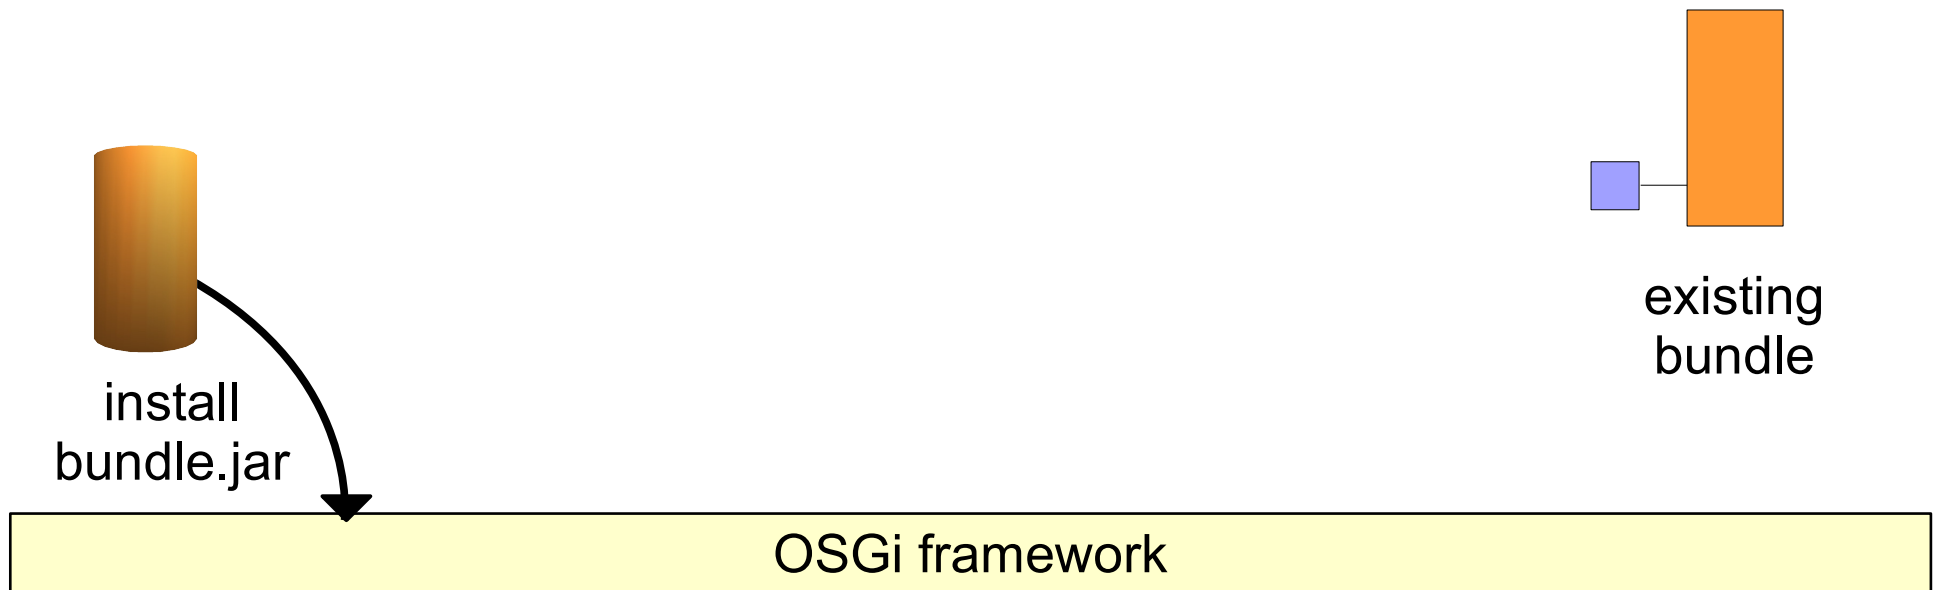 install
bundle.jar
existing
bundle
OSGi framework